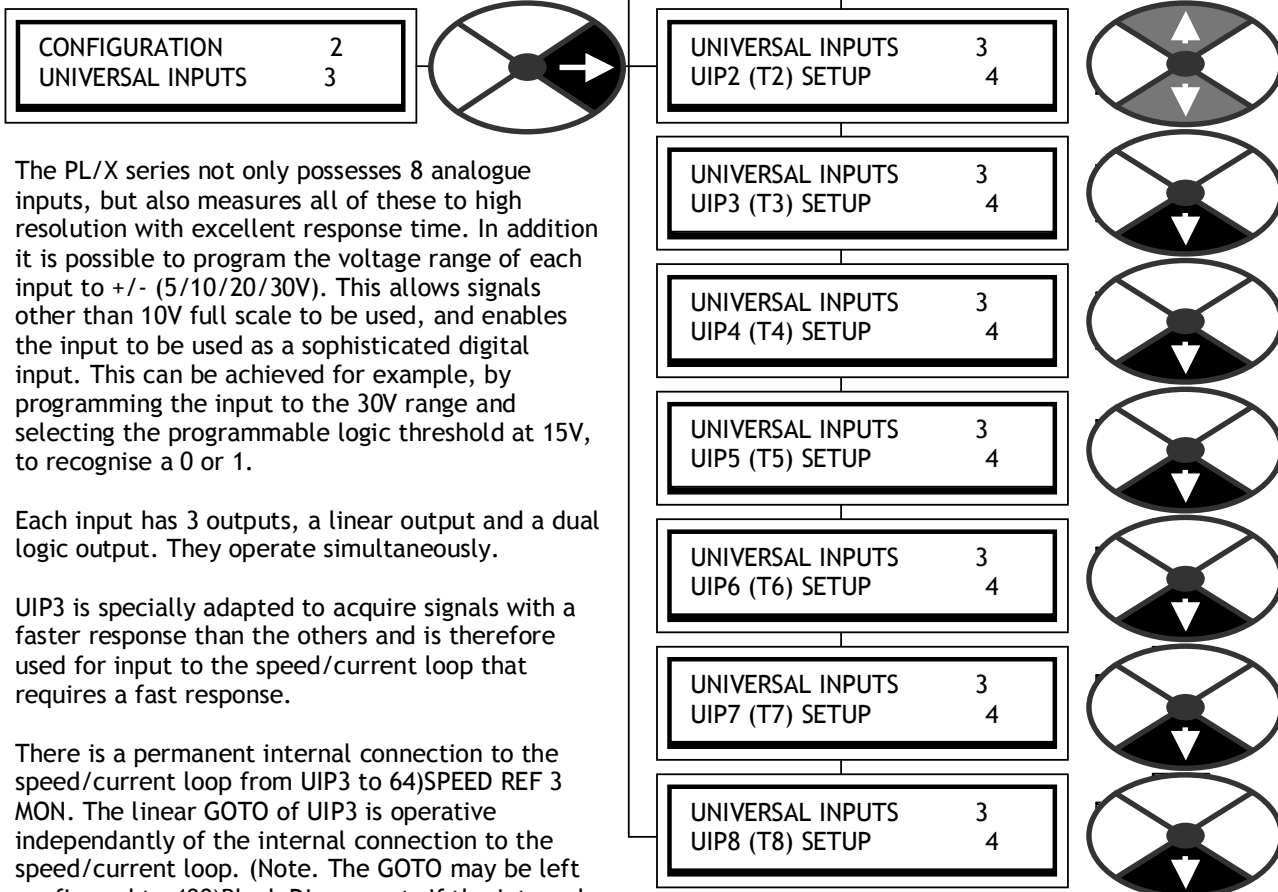 CONFIGURATION 2
UNIVERSAL INPUTS 3
UNIVERSAL INPUTS 3
UIP2 (T2) SETUP 4
The PL/X series not only possesses 8 analogue
inputs, but also measures all of these to high
resolution with excellent response time. In addition
it is possible to program the voltage range of each
input to +/- (5/10/20/30V). This allows signals
other than 10V full scale to be used, and enables
the input to be used as a sophisticated digital
input. This can be achieved for example, by
programming the input to the 30V range and
selecting the programmable logic threshold at 15V,
to recognise a 0 or 1.
Each input has 3 outputs, a linear output and a dual
logic output. They operate simultaneously.
UIP3 is specially adapted to acquire signals with a
faster response than the others and is therefore
used for input to the speed/current loop that
requires a fast response.
There is a permanent internal connection to the
speed/current loop from UIP3 to 64)SPEED REF 3
MON. The linear GOTO of UIP3 is operative
independantly of the internal connection to the
speed/current loop. (Note. The GOTO may be left
UNIVERSAL INPUTS 3
UIP3 (T3) SETUP 4
UNIVERSAL INPUTS 3
UIP4 (T4) SETUP 4
UNIVERSAL INPUTS 3
UIP5 (T5) SETUP 4
UNIVERSAL INPUTS 3
UIP6 (T6) SETUP 4
UNIVERSAL INPUTS 3
UIP7 (T7) SETUP 4
UNIVERSAL INPUTS 3
UIP8 (T8) SETUP 4